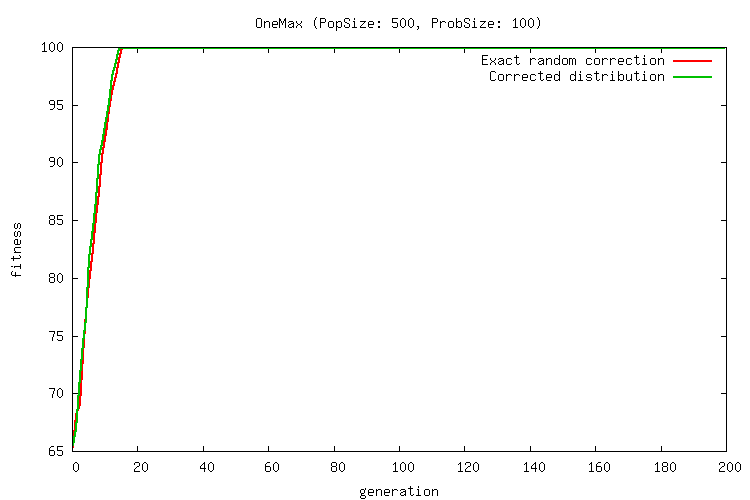 OneMax (PopSize: 500, ProbSize: 100)
100
95
90
85
80
75
70
65
fitness
Exact random correction
Corrected distribution
0 20 40 60 80 100 120 140 160 180 200
generation